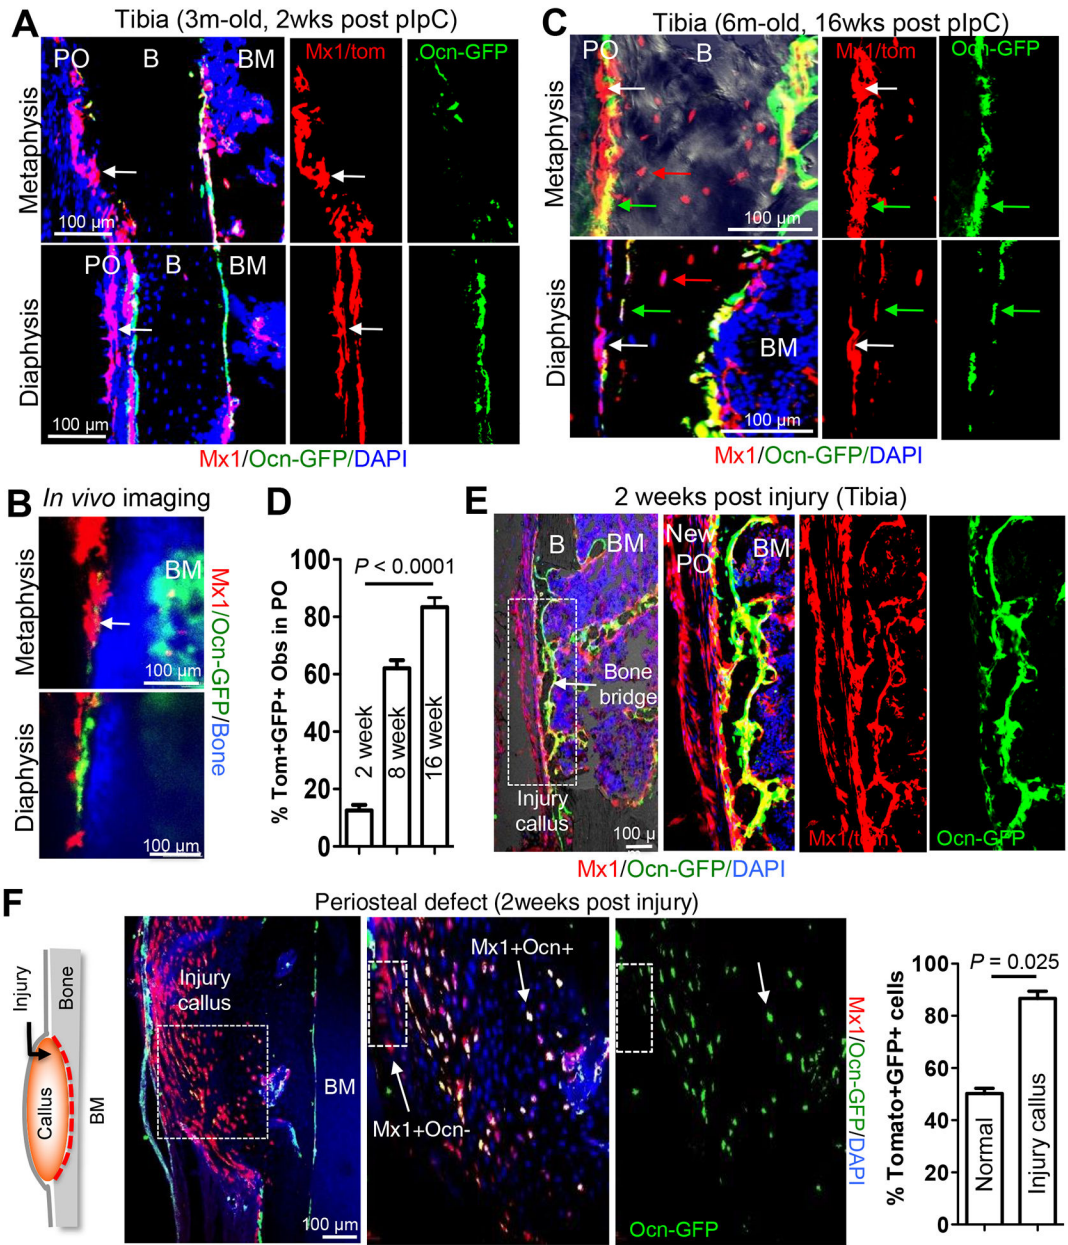 A
Tibia (3m-old, 2wks post pIpC)
PO
B
BM
Mx1/tom
Ocn-GFP
Metaphysis
100 µm
PO
B
BM
Diaphysis
100 µm
Mx1/Ocn-GFP/DAPI
C
Tibia (6m-old, 16wks post pIpC)
PO
B
Mx1/tom
Ocn-GFP
Metaphysis
100 µm
Diaphysis
BM
100 µm
Mx1/Ocn-GFP/DAPI
B
In vivo imaging
Metaphysis
BM
100 µm
Diaphysis
100 µm
Mx1/Ocn-GFP/Bone
D
% Tom+GFP+ Obs in PO
100
80
60
40
20
0
P < 0.0001
2 week
8 week
16 week
E
2 weeks post injury (Tibia)
B
BM
Bone
bridge
Injury
callus
100 µ
New
PO
BM
Mx1/tom
Ocn-GFP
Mx1/Ocn-GFP/DAPI
F
Periosteal defect (2weeks post injury)
Injury
Bone
Callus
BM
Injury
callus
BM
100 µm
Mx1+Ocn+
Mx1+Ocn-
Ocn-GFP
Mx1/Ocn-GFP/DAPI
% Tomato+GFP+ cells
100
80
60
40
20
0
P = 0.025
Normal
Injury callus